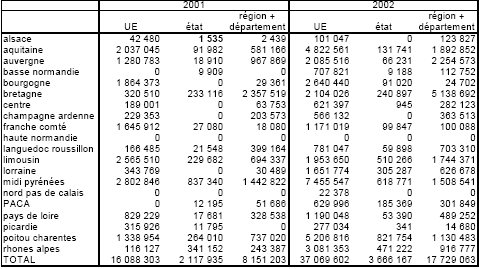 2001 2002
UE état région + département UE état région + département
alsace 42 480 1 535 2 439 101 047 0 123 827
aquitaine 2 037 045 91 982 581 166 4 822 561 131 741 1 892 852
auvergne 1 280 783 18 910 967 869 2 085 516 66 231 2 254 573
basse normandie 0 9 909 0 707 821 9 188 112 752
bourgogne 1 864 373 0 29 361 2 640 440 91 020 24 702
bretagne 320 510 233 116 2 357 519 2 104 026 240 897 5 138 692
centre 189 001 0 63 753 621 397 945 282 123
champagne ardenne 229 353 0 203 573 566 132 0 363 513
franche comté 1 645 912 27 080 18 080 1 171 019 99 847 100 088
haute normandie 0 0 0 0 0 0
languedoc roussillon 166 485 21 548 399 164 781 047 59 898 703 310
limousin 2 565 510 229 682 694 337 1 953 650 510 266 1 744 371
lorraine 343 769 0 30 489 1 651 774 305 287 626 678
midi pyrénées 2 802 846 837 340 1 442 822 7 455 547 618 771 1 508 541
nord pas de calais 0 0 0 22 378 0 0
PACA 0 12 195 51 686 629 996 185 369 301 849
pays de loire 829 229 17 681 328 538 1 190 048 53 390 489 252
picardie 315 926 11 795 0 277 034 341 14 680
poitou charentes 1 338 954 264 010 737 020 5 206 816 821 754 1 130 483
rhones alpes 116 127 341 152 243 387 3 081 353 471 222 916 777
TOTAL 16 088 303 2 117 935 8 151 203 37 069 602 3 666 167 17 729 063